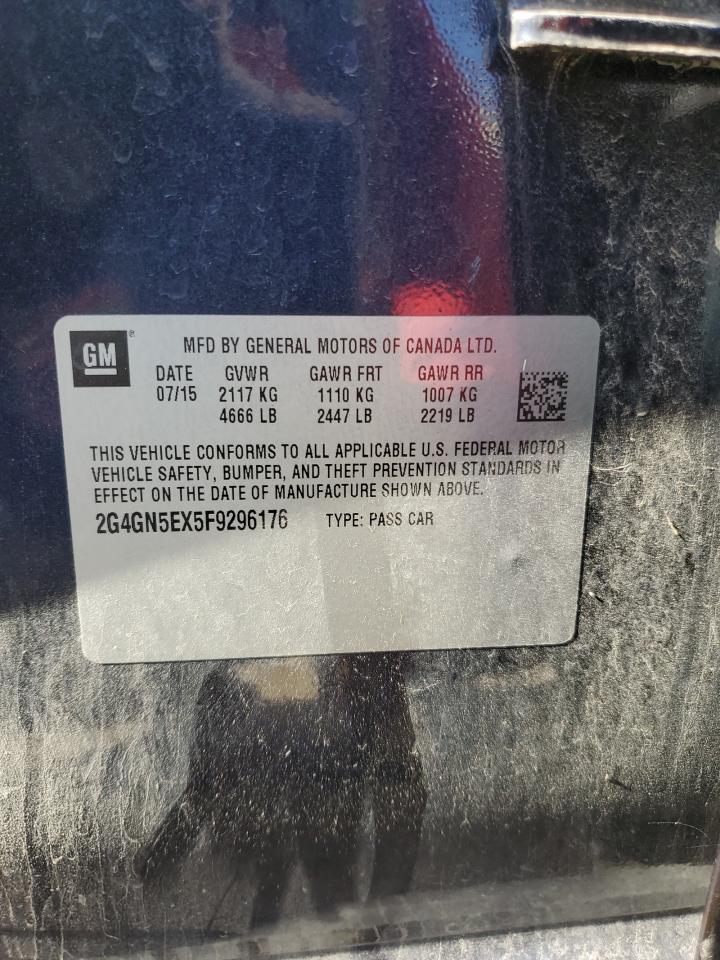 GM®
MFD BY GENERAL MOTORS OF CANADA LTD.
DATE GVWR GAWR FRT GAWR RR
07/15 2117 KG 1110 KG 1007 KG
4666 LB 2447 LB 2219 LB
THIS VEHICLE CONFORMS TO ALL APPLICABLE U.S. FEDERAL MOTOR
VEHICLE SAFETY, BUMPER, AND THEFT PREVENTION STANDARDS IN
EFFECT ON THE DATE OF MANUFACTURE SHOWN ABOVE.
2G4GN5EX5F9296176 TYPE: PASS CAR